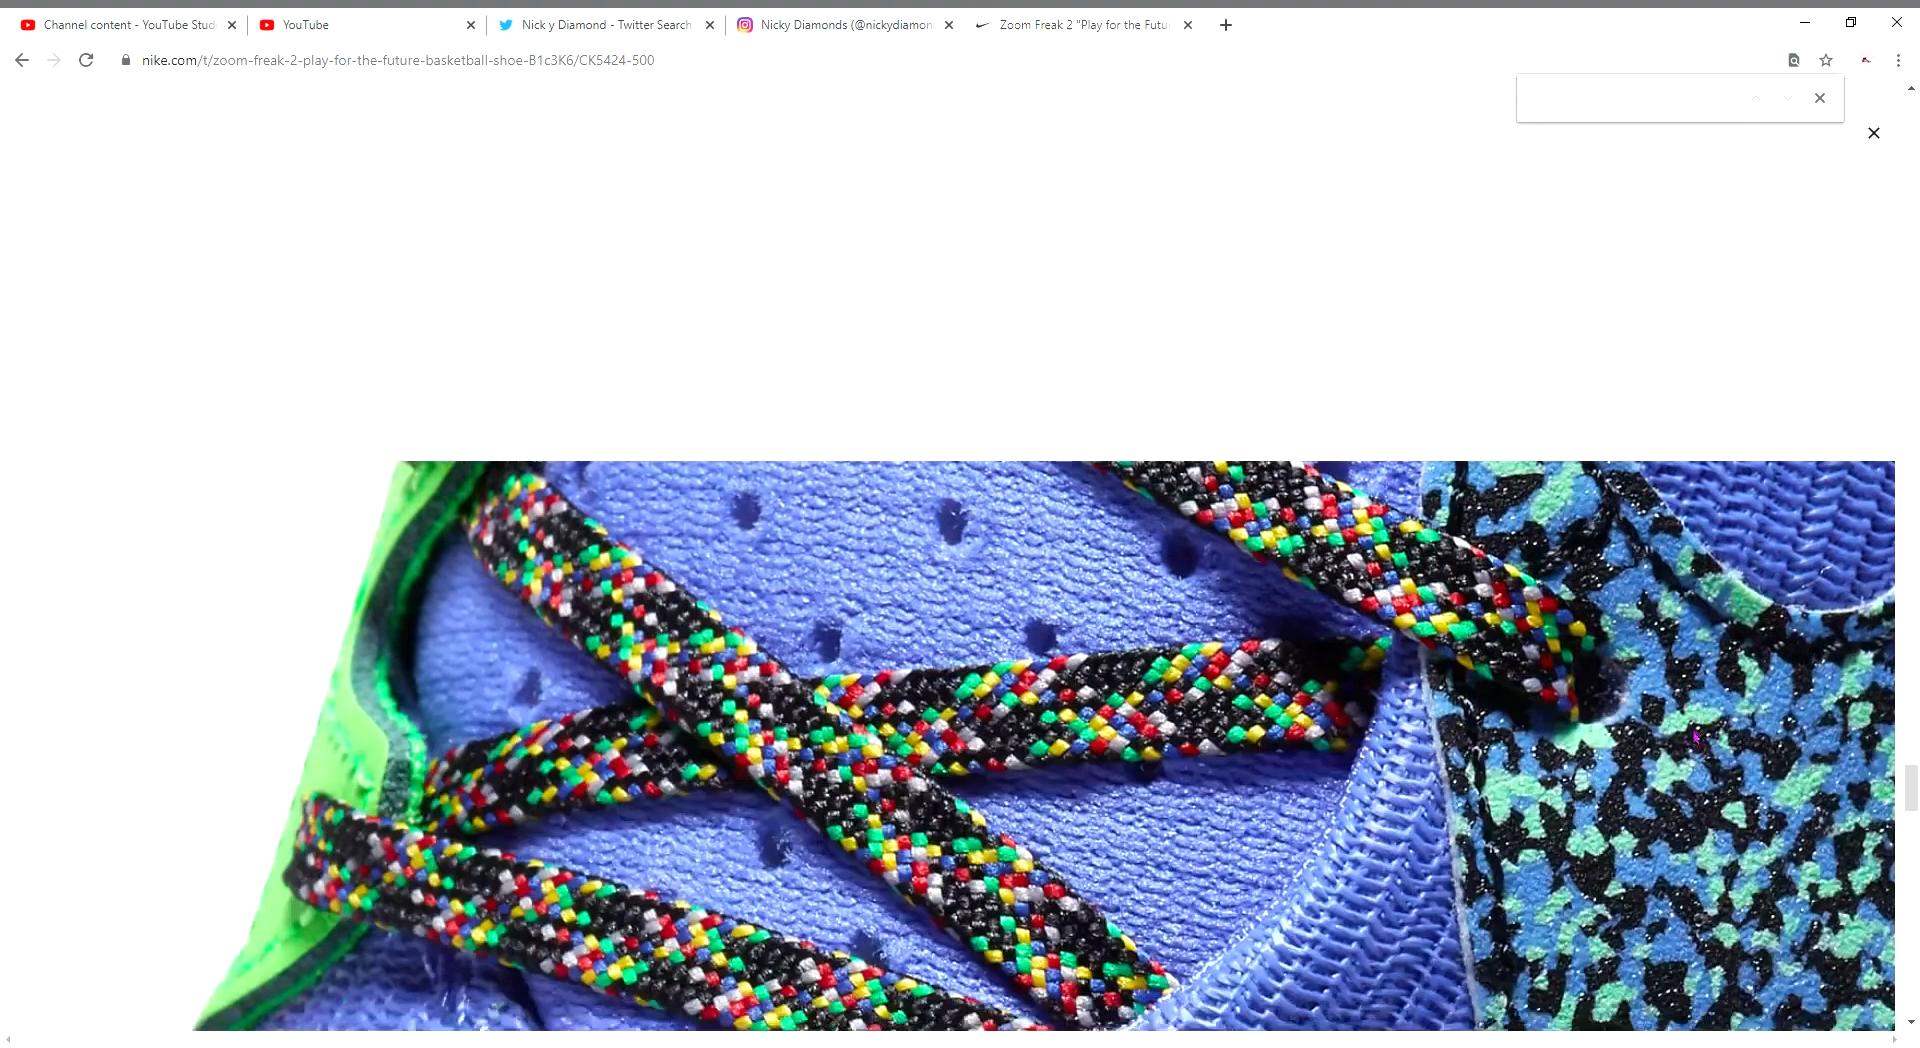 Channel content - YouTube Stud
YouTube
Nick y Diamond - Twitter Search
Nicky Diamonds (@nickydiamon
Zoom Freak 2 "Play for the Futu
nike.com/t/zoom-freak-2-play-for-the-future-basketball-shoe-B1c3K6/CK5424-500